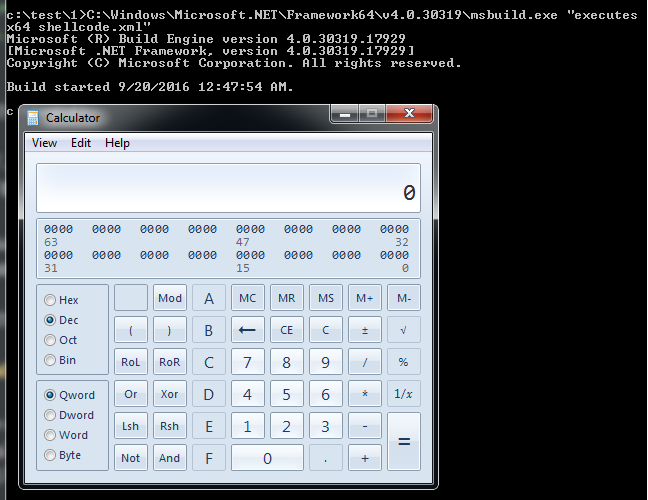 c:\test\1>C:\Windows\Microsoft.NET\Framework64\v4.0.30319\msbuild.exe "executes
x64 shellcode.xml"
Microsoft (R) Build Engine version 4.0.30319.17929
[Microsoft .NET Framework, version 4.0.30319.17929]
Copyright (C) Microsoft Corporation. All rights reserved.
Build started 9/20/2016 12:47:54 AM.
c
Calculator
View Edit Help
0
0000 0000 0000 0000 0000 0000 0000 0000
63 47 32
0000 0000 0000 0000 0000 0000 0000 0000
31 15 0
Hex Mod A MC MR MS M+ M-
Dec ( ) B ← CE C ± √
Oct
Bin RoL RoR C 7 8 9 / %
Qword Or Xor D 4 5 6 * 1/x
Dword
Word Lsh Rsh E 1 2 3 - =
Byte Not And F 0 . +